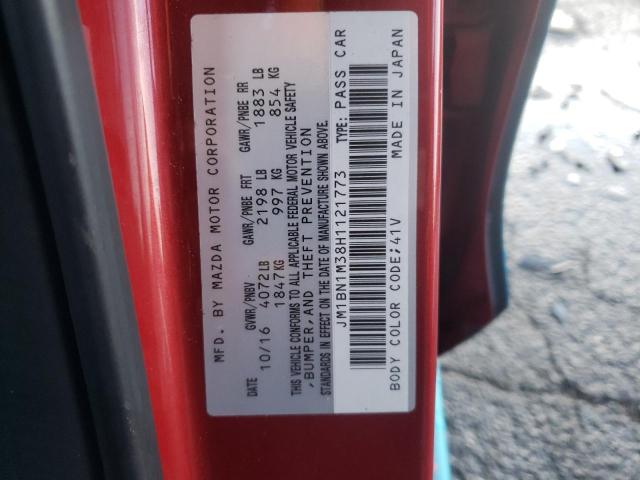 MFD. BY MAZDA MOTOR CORPORATION
DATE GVWR/PNBV GAWR/PNBE FRT GAWR/PNBE RR
10/16 4072LB 2198 LB 1883 LB
1847KG 997 KG 854 KG
THIS VEHICLE CONFORMS TO ALL APPLICABLE FEDERAL MOTOR VEHICLE SAFETY
,BUMPER,AND THEFT PREVENTION
STANDARDS IN EFFECT ON THE DATE OF MANUFACTURE SHOWN ABOVE.
JM1BN1M38H1121773 TYPE: PASS CAR
BODY COLOR CODE;41V MADE IN JAPAN